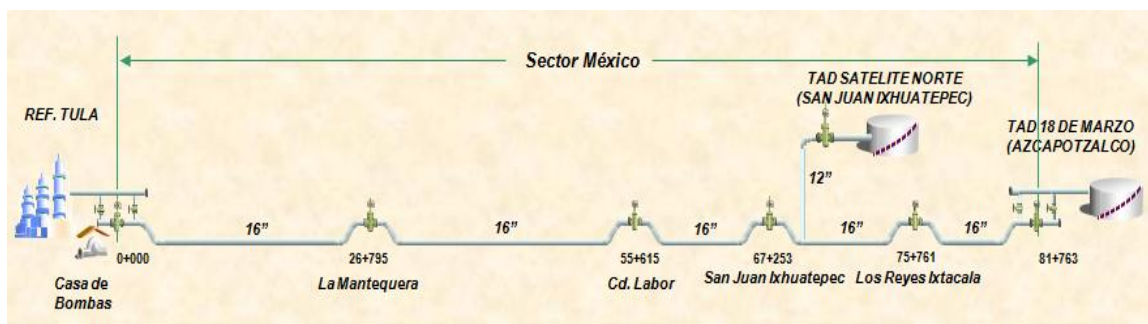 Sector México
TAD SATELITE NORTE
(SAN JUAN IXHUATEPEC)
REF. TULA
TAD 18 DE MARZO
(AZCAPOTZALCO)
12”
16”
16”
16”
16”
16”
0+000
26+795
55+615
67+253
75+761
81+763
Casa de
Bombas
La Mantequera
Cd. Labor
San Juan Ixhuatepec
Los Reyes Ixtacala